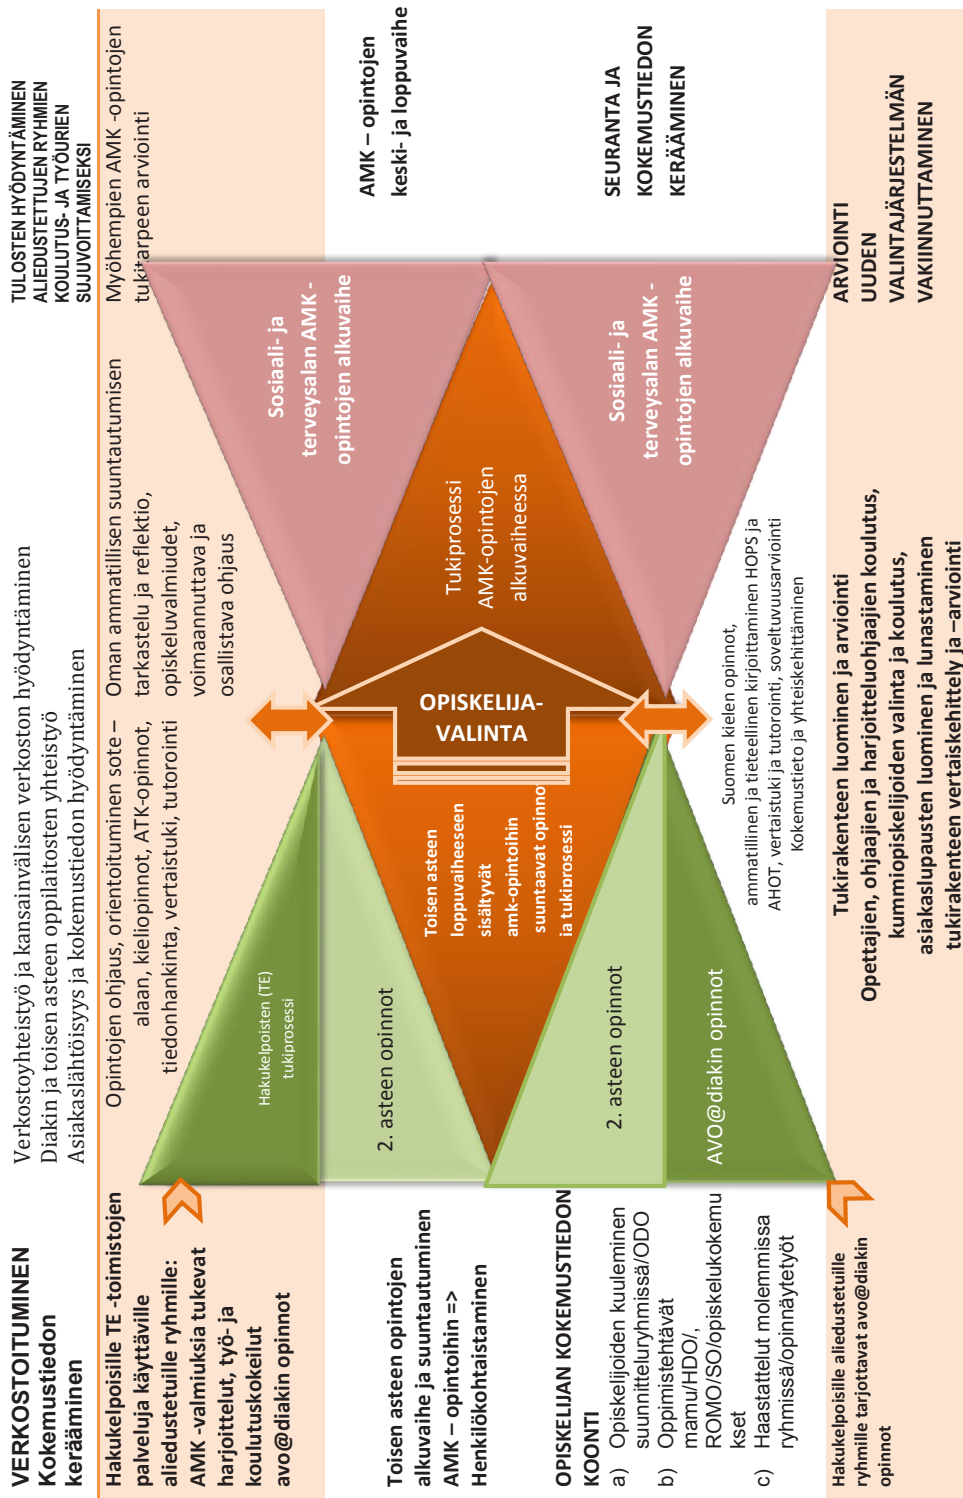 VERKOSTOITUMINEN
Kokemustiedon
kerääminen
Verkostoyhteistyö ja kansainvälisen verkoston hyödyntäminen
Diakin ja toisen asteen oppilaitosten yhteistyö
Asiakaslähtöisyys ja kokemustiedon hyödyntäminen
TULOSTEN HYÖDYNTÄMINEN
ALIEDUSTETTUJEN RYHMIEN
KOULUTUS- JA TYÖURIEN
SUJUVOITTAMISEKSI
Hakukelpoisille TE -toimistojen
palveluja käyttäville
aliedustetuille ryhmille:
AMK -valmiuksia tukevat
harjoittelut, työ- ja
koulutuskokeilut
avo@diakin opinnot
Opintojen ohjaus, orientoituminen sote –
alaan, kieliopinnot, ATK-opinnot,
tiedonhankinta, vertaistuki, tutorointi
Oman ammatillisen suuntautumisen
tarkastelu ja reflektio,
opiskeluvalmiudet,
voimaannuttava ja
osallistava ohjaus
Myöhempien AMK -opintojen
tukitarpeen arviointi
Hakukelpoisten (TE)
tukiprosessi
2. asteen opinnot
Sosiaali- ja
terveysalan AMK -
opintojen alkuvaihe
Toisen asteen opintojen
alkuvaihe ja suuntautuminen
AMK – opintoihin =>
Henkilökohtaistaminen
Toisen asteen
loppuvaiheeseen
sisältyvät
amk-opintoihin
suuntaavat opinnot
ja tukiprosessi
OPISKELIJA-
VALINTA
Tukiprosessi
AMK-opintojen
alkuvaiheessa
AMK – opintojen
keski- ja loppuvaihe
OPISKELIJAN KOKEMUSTIEDON
KOONTI
a) Opiskelijoiden kuuleminen
suunnitteluryhmissä/ODO
b) Oppimistehtävät
mamu/HDO/,
ROMO/SO/opiskelukokemu
kset
c) Haastattelut molemmissa
ryhmissä/opinnäytetyöt
2. asteen opinnot
AVO@diakin opinnot
Suomen kielen opinnot,
ammatillinen ja tieteellinen kirjoittaminen HOPS ja
AHOT, vertaistuki ja tutorointi, soveltuvuusarviointi
Kokemustieto ja yhteiskehittäminen
Sosiaali- ja
terveysalan AMK -
opintojen alkuvaihe
SEURANTA JA
KOKEMUSTIEDON
KERÄÄMINEN
Hakukelpoisille aliedustetuille
ryhmille tarjottavat avo@diakin
opinnot
Tukirakenteen luominen ja arviointi
Opettajien, ohjaajien ja harjoitteluohjaajien koulutus,
kummiopiskelijoiden valinta ja koulutus,
asiakaslupausten luominen ja lunastaminen
tukirakenteen vertaiskehittely ja –arviointi
ARVIOINTI
UUDEN
VALINTAJÄRJESTELMÄN
VAKIINNUTTAMINEN